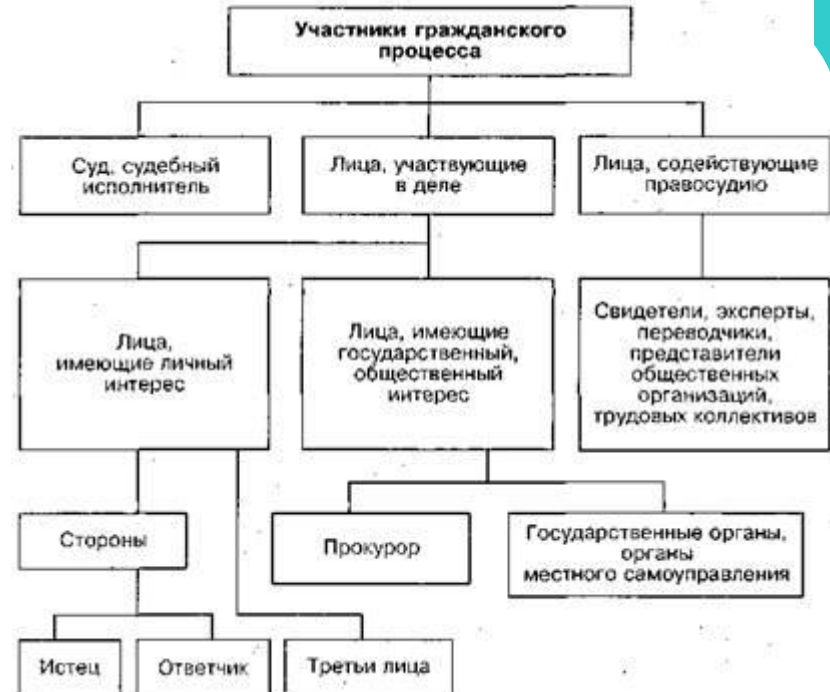 Участники гражданского
процесса
Суд, судебный
исполнитель
Лица, участвующие
в деле
Лица, содействующие
правосудию
Лица,
имеющие личный
интерес
Лица, имеющие
государственный,
общественный
интерес
Свидетели, эксперты,
переводчики,
представители
общественных
организаций,
трудовых коллективов
Стороны
Прокурор
Государственные органы,
органы
местного самоуправления
Истец
Ответчик
Третьи лица